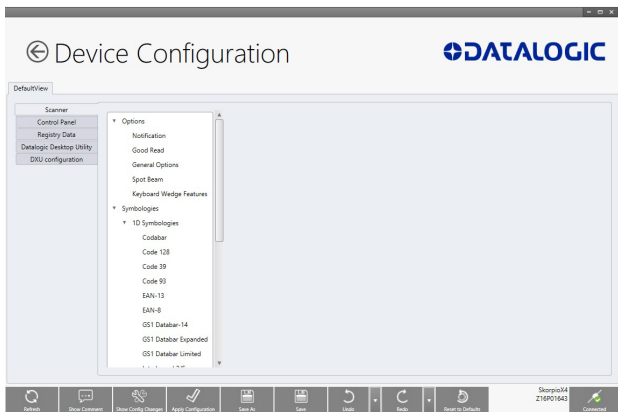 Device Configuration
DATALOGIC
DefaultView
Scanner
Control Panel
Registry Data
Datalogic Desktop Utility
DXU configuration
Options
Notification
Good Read
General Options
Spot Beam
Keyboard Wedge Features
Symbologies
1D Symbologies
Codabar
Code 128
Code 39
Code 93
EAN-13
EAN-8
GS1 Databar-14
GS1 Databar Expanded
GS1 Databar Limited
Refresh
Show Comment
Show Config Changes
Apply Configuration
Save As
Save
Undo
Redo
Reset to Defaults
SkorpioX4
Z16P01643
Connected